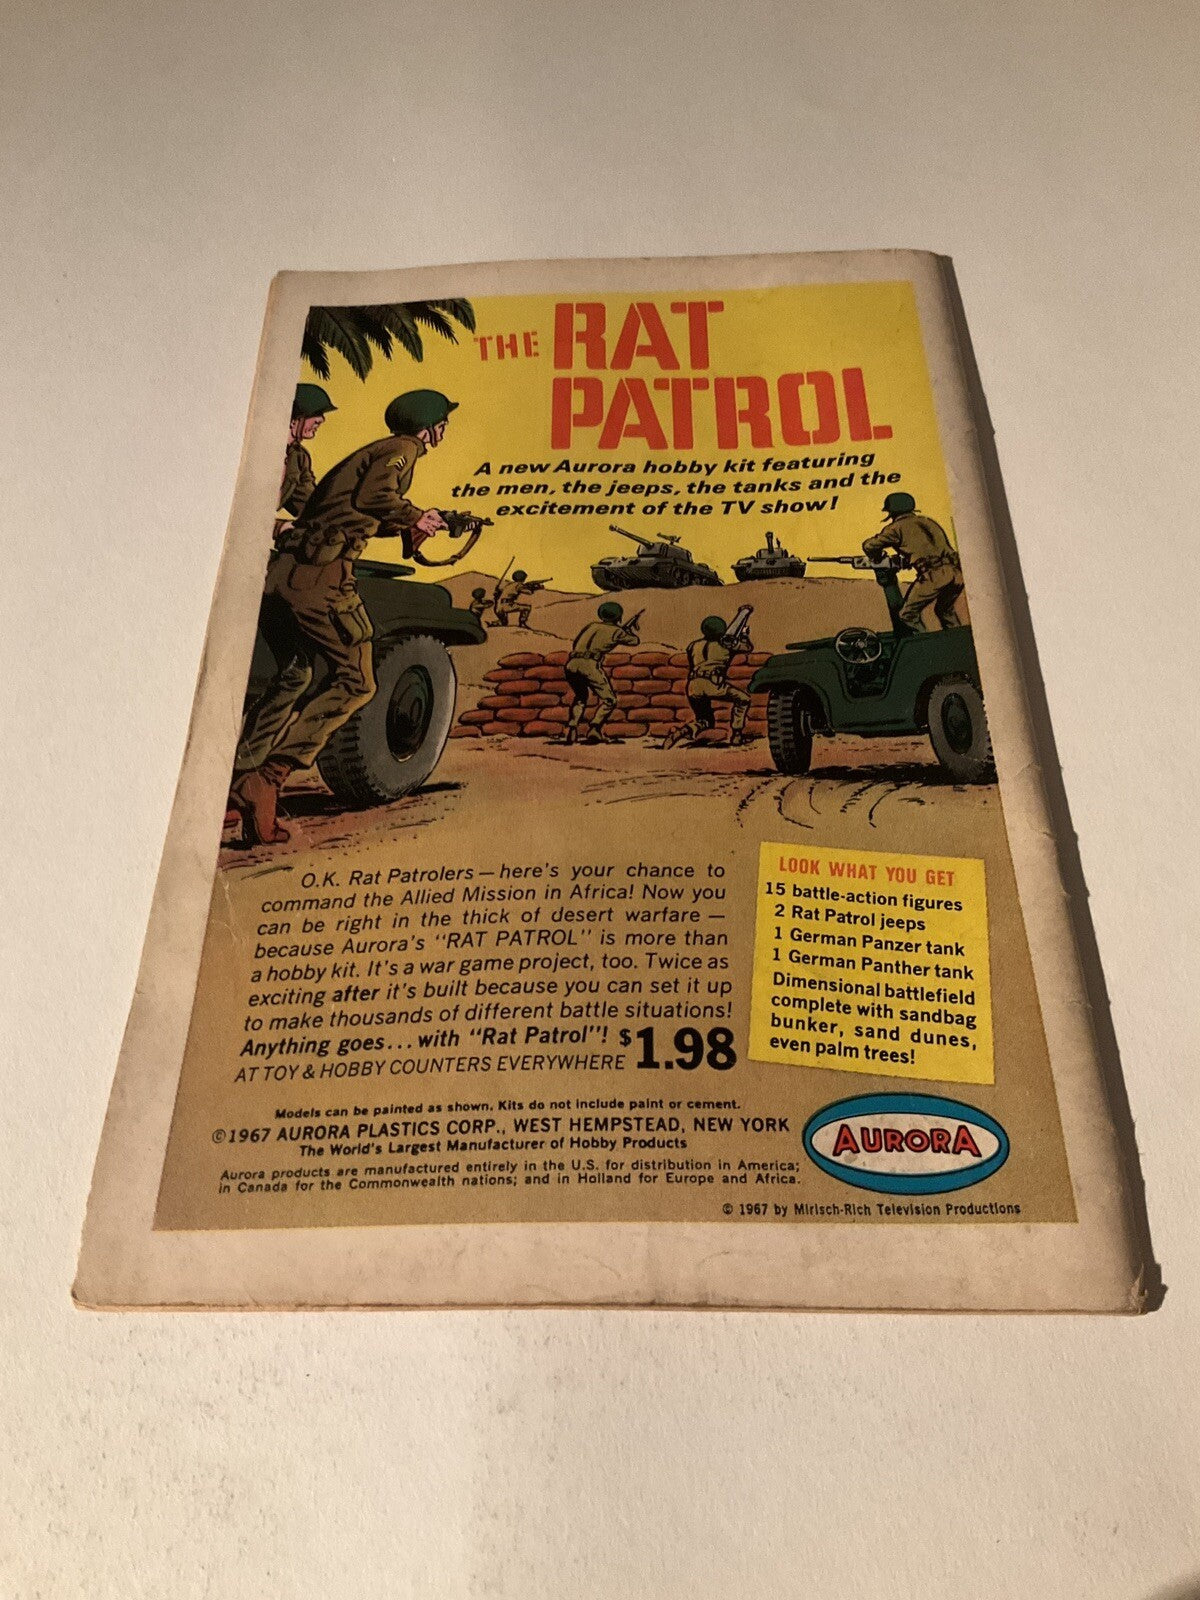 THE RAT
PATROL
A new Aurora hobby kit featuring
the men, the jeeps, the tanks and the
excitement of the TV show!
O.K. Rat Patrolers — here's your chance to
command the Allied Mission in Africa! Now you
can be right in the thick of desert warfare —
because Aurora's "RAT PATROL" is more than
a hobby kit. It's a war game project, too. Twice as
exciting after it's built because you can set it up
to make thousands of different battle situations!
Anything goes... with "Rat Patrol"! $1.98
AT TOY & HOBBY COUNTERS EVERYWHERE
LOOK WHAT YOU GET
15 battle-action figures
2 Rat Patrol jeeps
1 German Panzer tank
1 German Panther tank
Dimensional battlefield
complete with sandbag
bunker, sand dunes,
even palm trees!
Models can be painted as shown. Kits do not include paint or cement.
©1967 AURORA PLASTICS CORP., WEST HEMPSTEAD, NEW YORK
The World's Largest Manufacturer of Hobby Products
Aurora products are manufactured entirely in the U.S. for distribution in America;
in Canada for the Commonwealth nations; and in Holland for Europe and Africa.
AURORA
© 1967 by Mirisch-Rich Television Productions